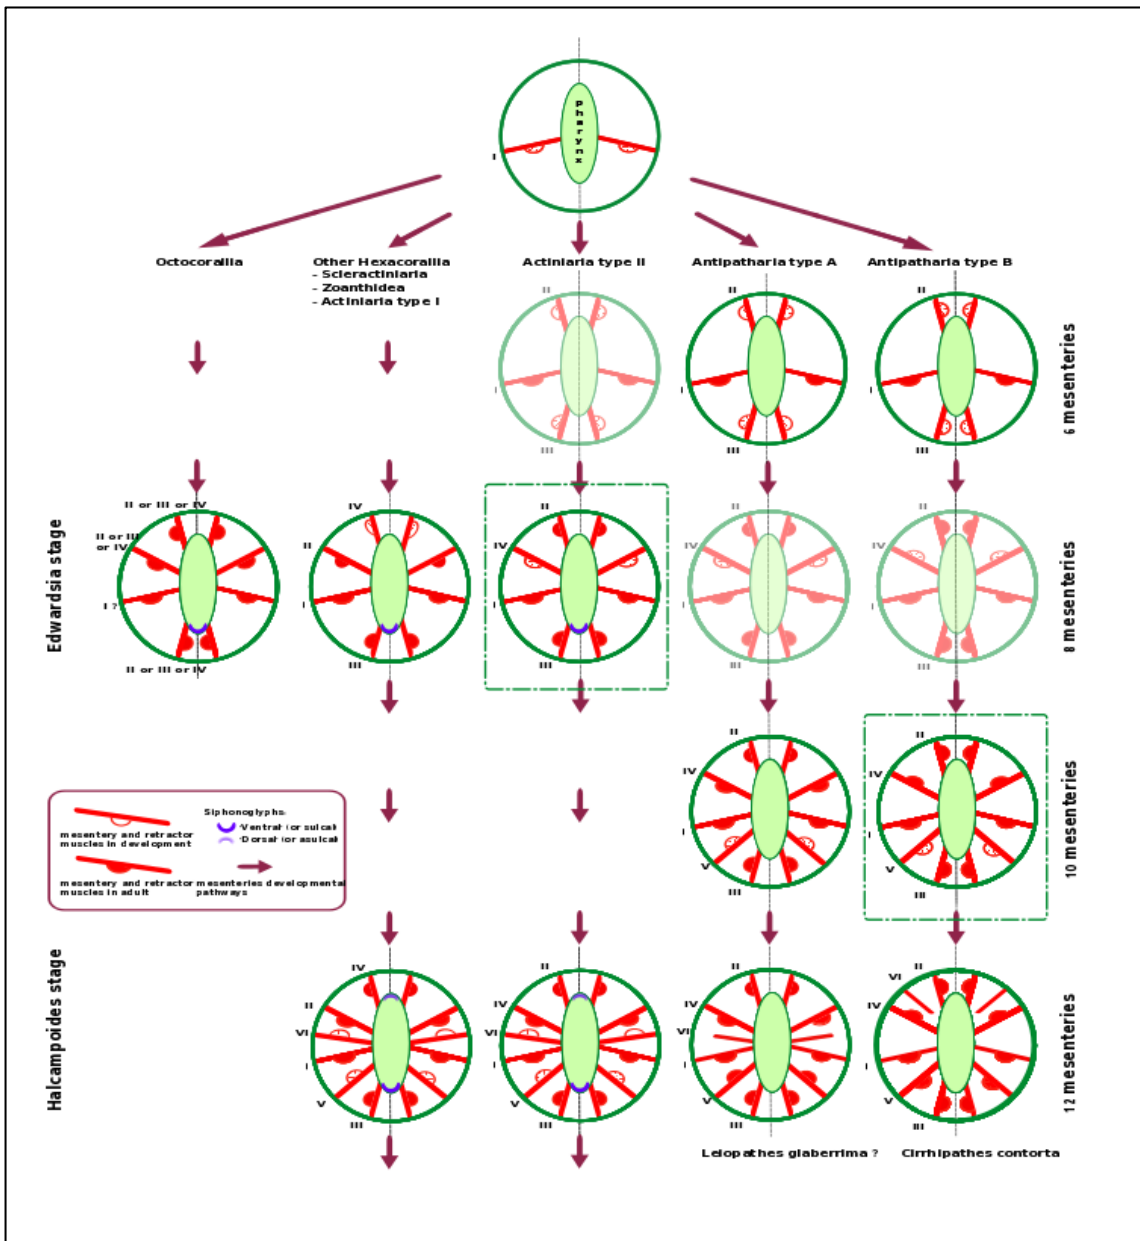 Pharynx
I
Octocorallia
Other Hexacorallia
- Scleractiniaria
- Zoanthidea
- Actiniaria type I
Actiniaria type II
Antipatharia type A
Antipatharia type B
II
II
II
I
I
I
III
III
III
6 mesenteries
Edwardsia stage
II or III or IV
II or III
or IV
I ?
II or III or IV
IV
II
I
III
II
IV
I
III
II
IV
I
III
II
IV
I
III
8 mesenteries
II
IV
I
V
III
II
IV
I
V
III
10 mesenteries
mesentery and retractor
muscles in development
mesentery and retractor
muscles in adult
Siphonoglyphs:
Ventral (or sulcal)
Dorsal (or asulcal)
mesenteries developmental
pathways
Halcampoides stage
IV
II
VI
I
V
III
II
IV
VI
I
V
III
II
IV
VI
I
V
III
II
VI
IV
I
V
III
12 mesenteries
Leiopathes glaberrima ?
Cirrhipathes contorta